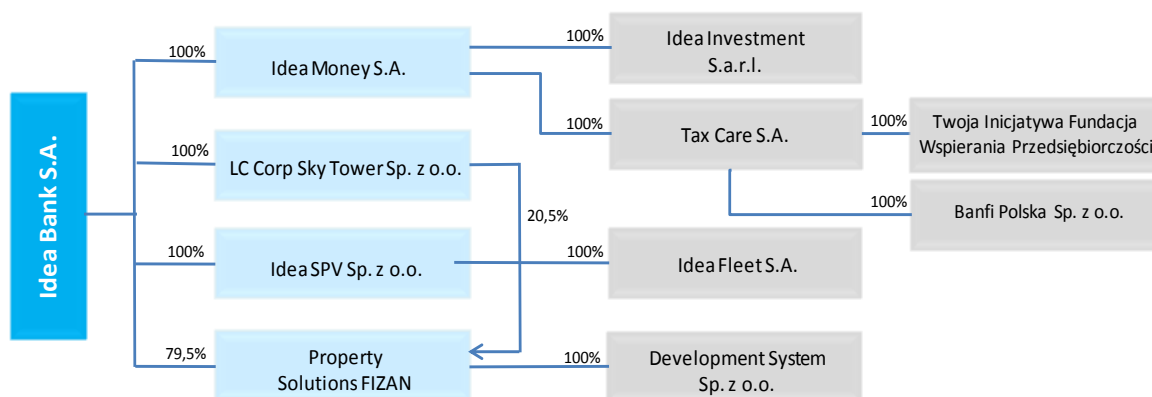 Idea Bank S.A.
100%
Idea Money S.A.
100%
Idea Investment
S.a.r.l.
100%
Tax Care S.A.
100%
Twoja Inicjatywa Fundacja
Wspierania Przedsiębiorczości
100%
Banfi Polska Sp. z o.o.
100%
LC Corp Sky Tower Sp. z o.o.
20,5%
100%
Idea SPV Sp. z o.o.
100%
Idea Fleet S.A.
79,5%
Property
Solutions FIZAN
100%
Development System
Sp. z o.o.